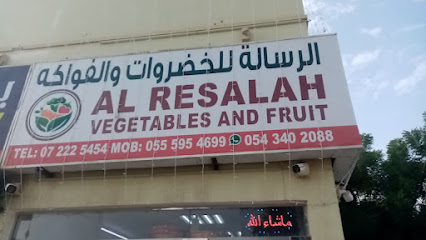 الرسالة للخضروات والفواكه
AL RESALAH
VEGETABLES AND FRUIT
TEL: 07 222 5454 MOB: 055 595 4699 054 340 2088
ماشاء الله